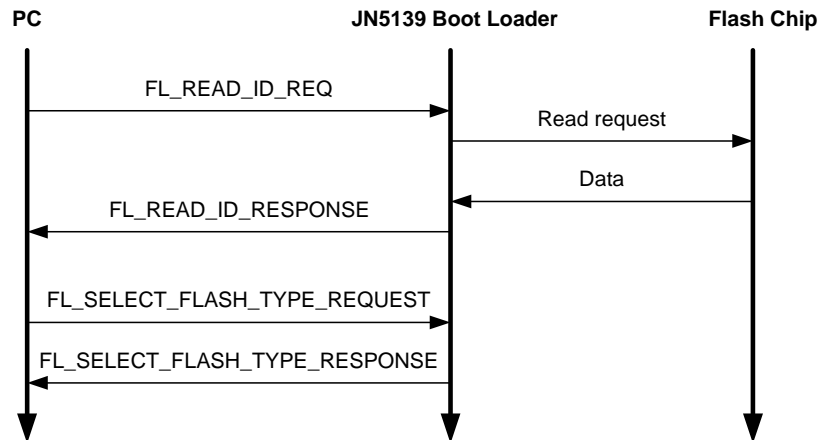 PC
JN5139 Boot Loader
Flash Chip
FL_READ_ID_REQ
Read request
Data
FL_READ_ID_RESPONSE
FL_SELECT_FLASH_TYPE_REQUEST
FL_SELECT_FLASH_TYPE_RESPONSE